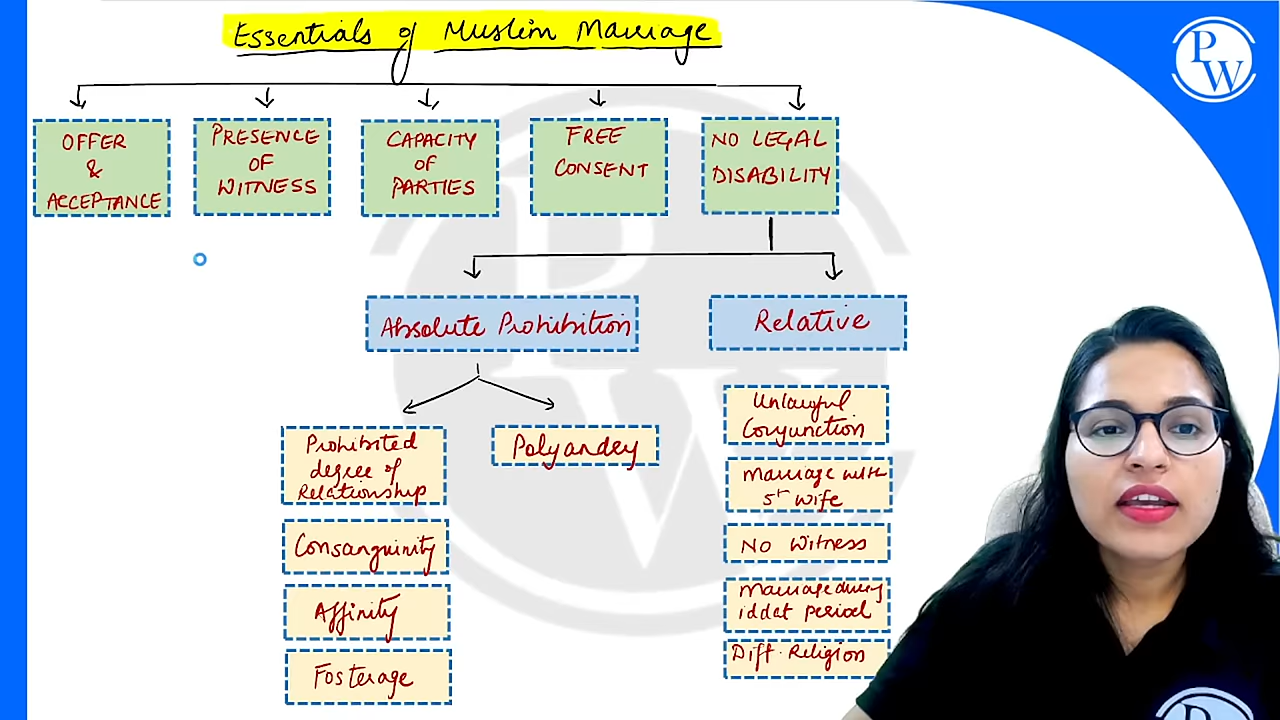 Essentials of Muslim Marriage
PW
OFFER
&
ACCEPTANCE
PRESENCE
OF
WITNESS
CAPACITY
OF
PARTIES
FREE
CONSENT
NO LEGAL
DISABILITY
Absolute Prohibition
Relative
Prohibited
degree of
Relationship
Consanguinity
Affinity
Fosterage
Polyandry
Unlawful
Conjunction
Marriage with
5th wife
NO WITNESS
Marriage during
iddat period
Diff. Religion
PW
PW